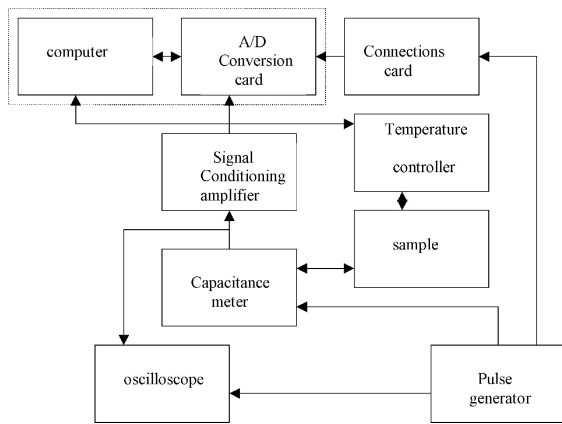 computer
A/D
Conversion
card
Connections
card
Temperature
controller
Signal
Conditioning
amplifier
sample
Capacitance
meter
oscilloscope
Pulse
generator